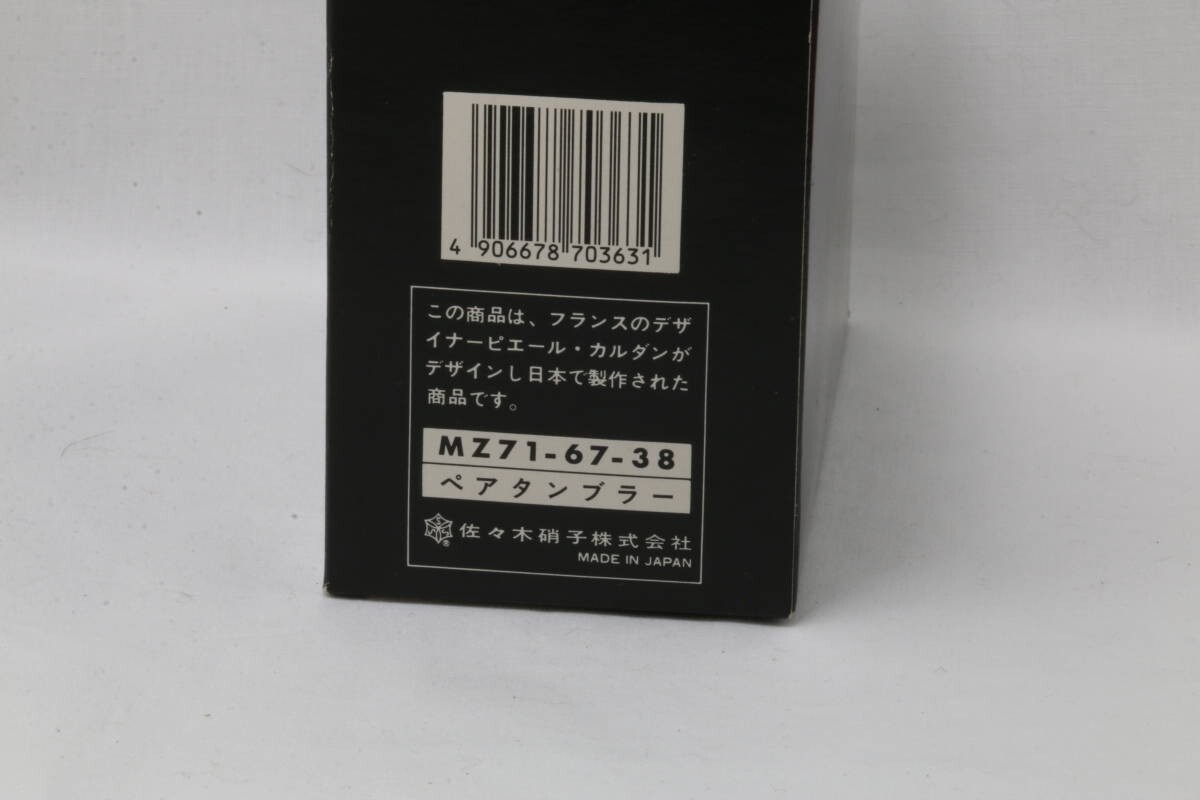 4 906678 703631
この商品は、フランスのデザ
イナーピエール・カルダンが
デザインし日本で製作された
商品です。
MZ71-67-38
ペアタンブラー
® 佐々木硝子株式会社
MADE IN JAPAN